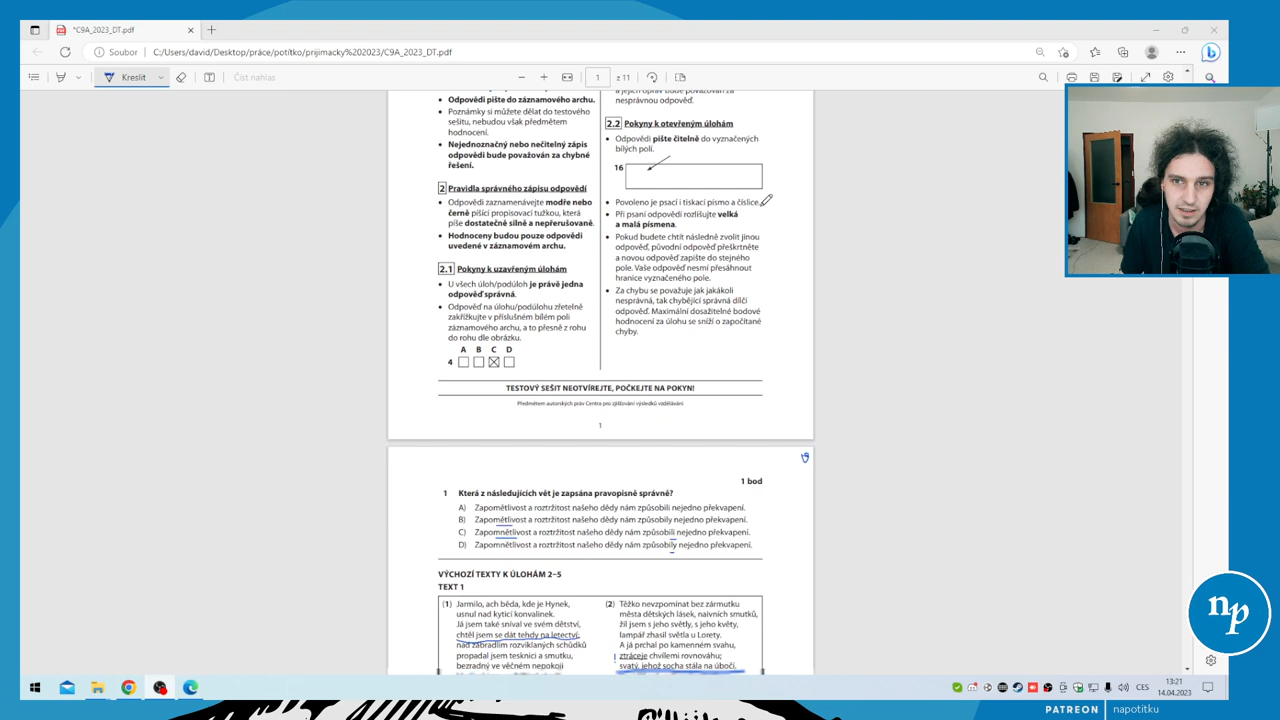 *C9A_2023_DT.pdf
Soubor C:/Users/david/Desktop/práce/potítko/prijimacky%202023/C9A_2023_DT.pdf
Kreslit Číst nahlas 1 z 11
Odpovědi pište do záznamového archu.
Poznámky si můžete dělat do testového
sešitu, nebudou však předmětem
hodnocení.
Nejednoznačný nebo nečitelný zápis
odpovědi bude považován za chybné
řešení.
2 Pravidla správného zápisu odpovědí
Odpovědi zaznamenávejte modře nebo
černě píšící propisovací tužkou, která
píše dostatečně silně a nepřerušovaně.
Hodnoceny budou pouze odpovědi
uvedené v záznamovém archu.
2.1 Pokyny k uzavřeným úlohám
U všech úloh/podúloh je právě jedna
odpověď správná.
Odpověď na úlohu/podúlohu zřetelně
zakřížkujte v příslušném bílém poli
záznamového archu, a to přesně z rohu
do rohu dle obrázku.
A B C D
4
a jejich oprav bude považován za
nesprávnou odpověď.
2.2 Pokyny k otevřeným úlohám
Odpovědi pište čitelně do vyznačených
bílých polí.
16
Povoleno je psací i tiskací písmo a číslice.
Při psaní odpovědí rozlišujte velká
a malá písmena.
Pokud budete chtít následně zvolit jinou
odpověď, původní odpověď přeškrtněte
a novou odpověď zapište do stejného
pole. Vaše odpověď nesmí přesáhnout
hranice vyznačeného pole.
Za chybu se považuje jak jakákoli
nesprávná, tak chybějící správná dílčí
odpověď. Maximální dosažitelné bodové
hodnocení za úlohu se sníží o započítané
chyby.
TESTOVÝ SEŠIT NEOTVÍREJTE, POČKEJTE NA POKYN!
Předmětem autorských práv Centra pro zjišťování výsledků vzdělávání
1
1 bod
1 Která z následujících vět je zapsána pravopisně správně?
A) Zapomětlivost a roztržitost našeho dědy nám způsobili nejedno překvapení.
B) Zapomětlivost a roztržitost našeho dědy nám způsobily nejedno překvapení.
C) Zapomnětlivost a roztržitost našeho dědy nám způsobili nejedno překvapení.
D) Zapomnětlivost a roztržitost našeho dědy nám způsobily nejedno překvapení.
VÝCHOZÍ TEXTY K ÚLOHÁM 2–5
TEXT 1
(1) Jarmilo, ach běda, kde je Hynek,
usnul nad kyticí konvalinek.
Já jsem také sníval ve svém dětství,
chtěl jsem se dát tehdy na letectví,
nad zábradlím rozviklaných schůdků
propadal jsem teskníci a smutku,
bezradný ve věčném nepokoji
(2) Těžko nevzpomínat bez zármutku
města dětských lásek, naivních smutků,
žil jsem s jeho světly, s jeho květy,
lampář zhasil světla u Lorety.
A já prchal po kamenném svahu,
ztráceje chvílemi rovnováhu;
svatý, jehož socha stála na úbočí,
CES
13:21
14.04.2023
np
PATREON napotitku